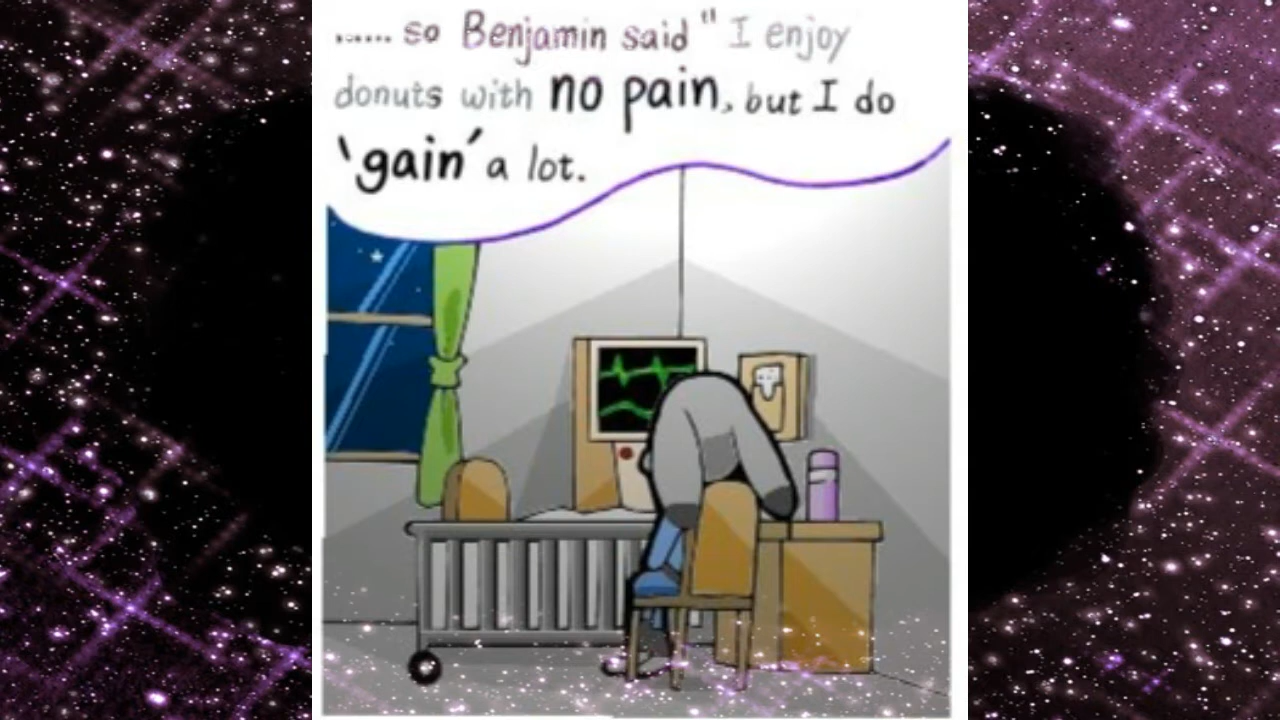 ...... so Benjamin said " I enjoy
donuts with no pain, but I do
'gain' a lot.